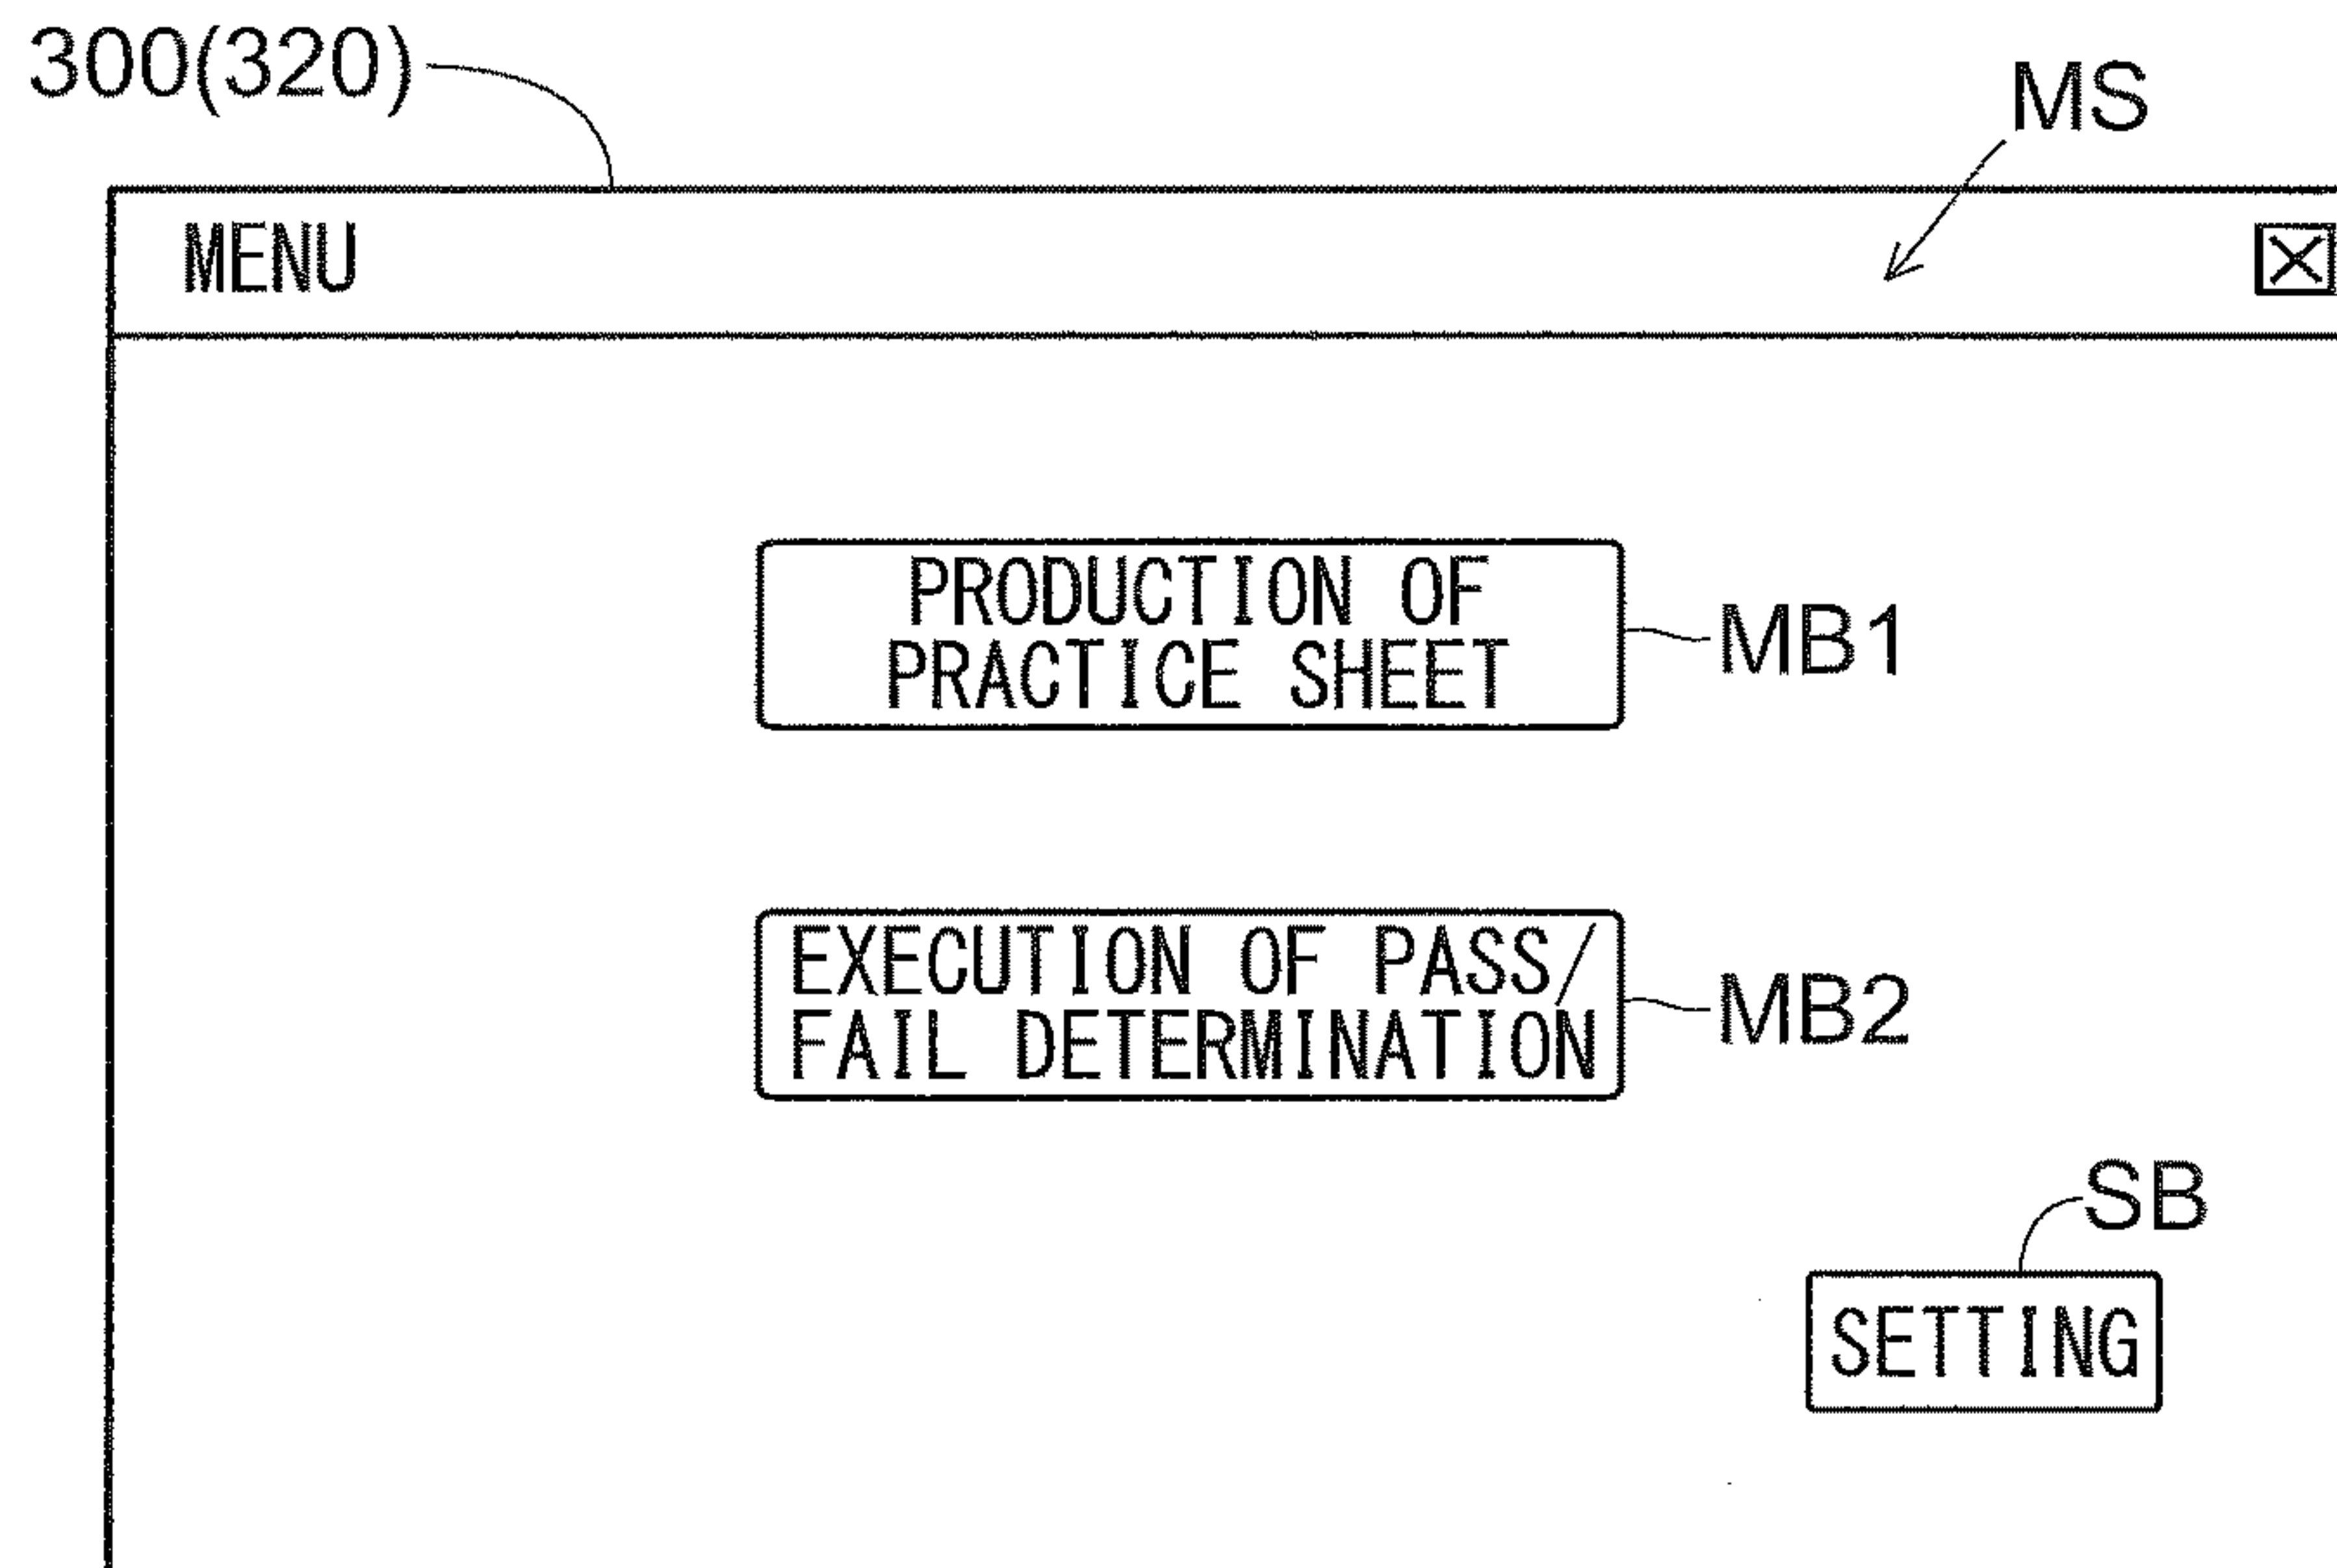 300(320)
MS
MENU
PRODUCTION OF
PRACTICE SHEET
MB1
EXECUTION OF PASS/
FAIL DETERMINATION
MB2
SB
SETTING